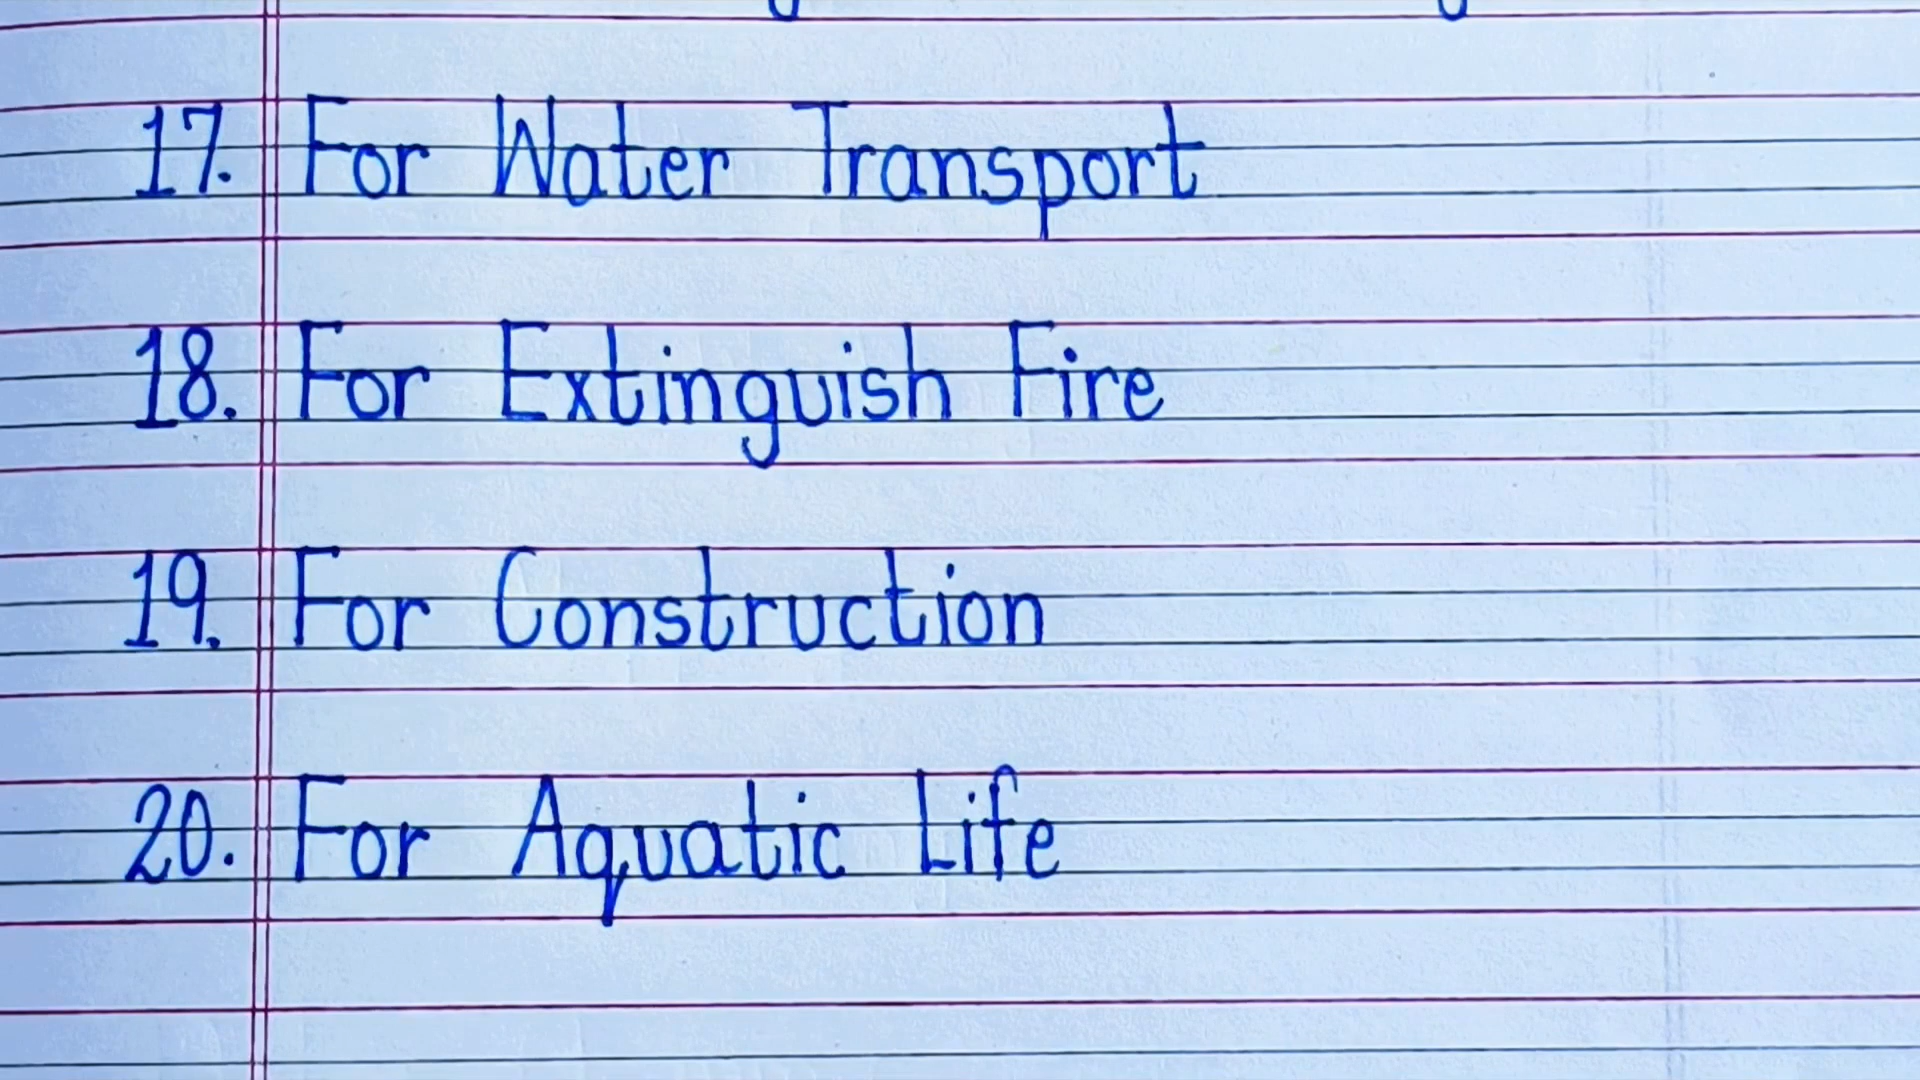 17. For Water Transport
18. For Extinguish Fire
19. For Construction
20. For Aquatic Life